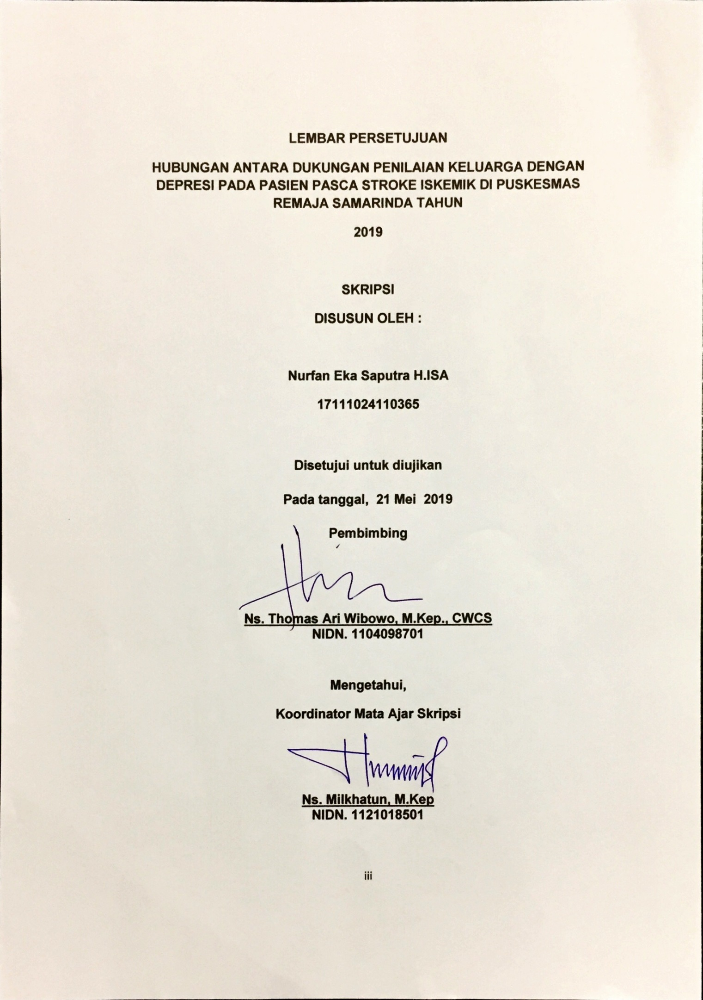 LEMBAR PERSETUJUAN
HUBUNGAN ANTARA DUKUNGAN PENILAIAN KELUARGA DENGAN
DEPRESI PADA PASIEN PASCA STROKE ISKEMIK DI PUSKESMAS
REMAJA SAMARINDA TAHUN
2019
SKRIPSI
DISUSUN OLEH :
Nurfan Eka Saputra H.ISA
17111024110365
Disetujui untuk diujikan
Pada tanggal, 21 Mei 2019
Pembimbing
Ns. Thomas Ari Wibowo, M.Kep., CWCS
NIDN. 1104098701
Mengetahui,
Koordinator Mata Ajar Skripsi
Ns. Milkhatun, M.Kep
NIDN. 1121018501
iii